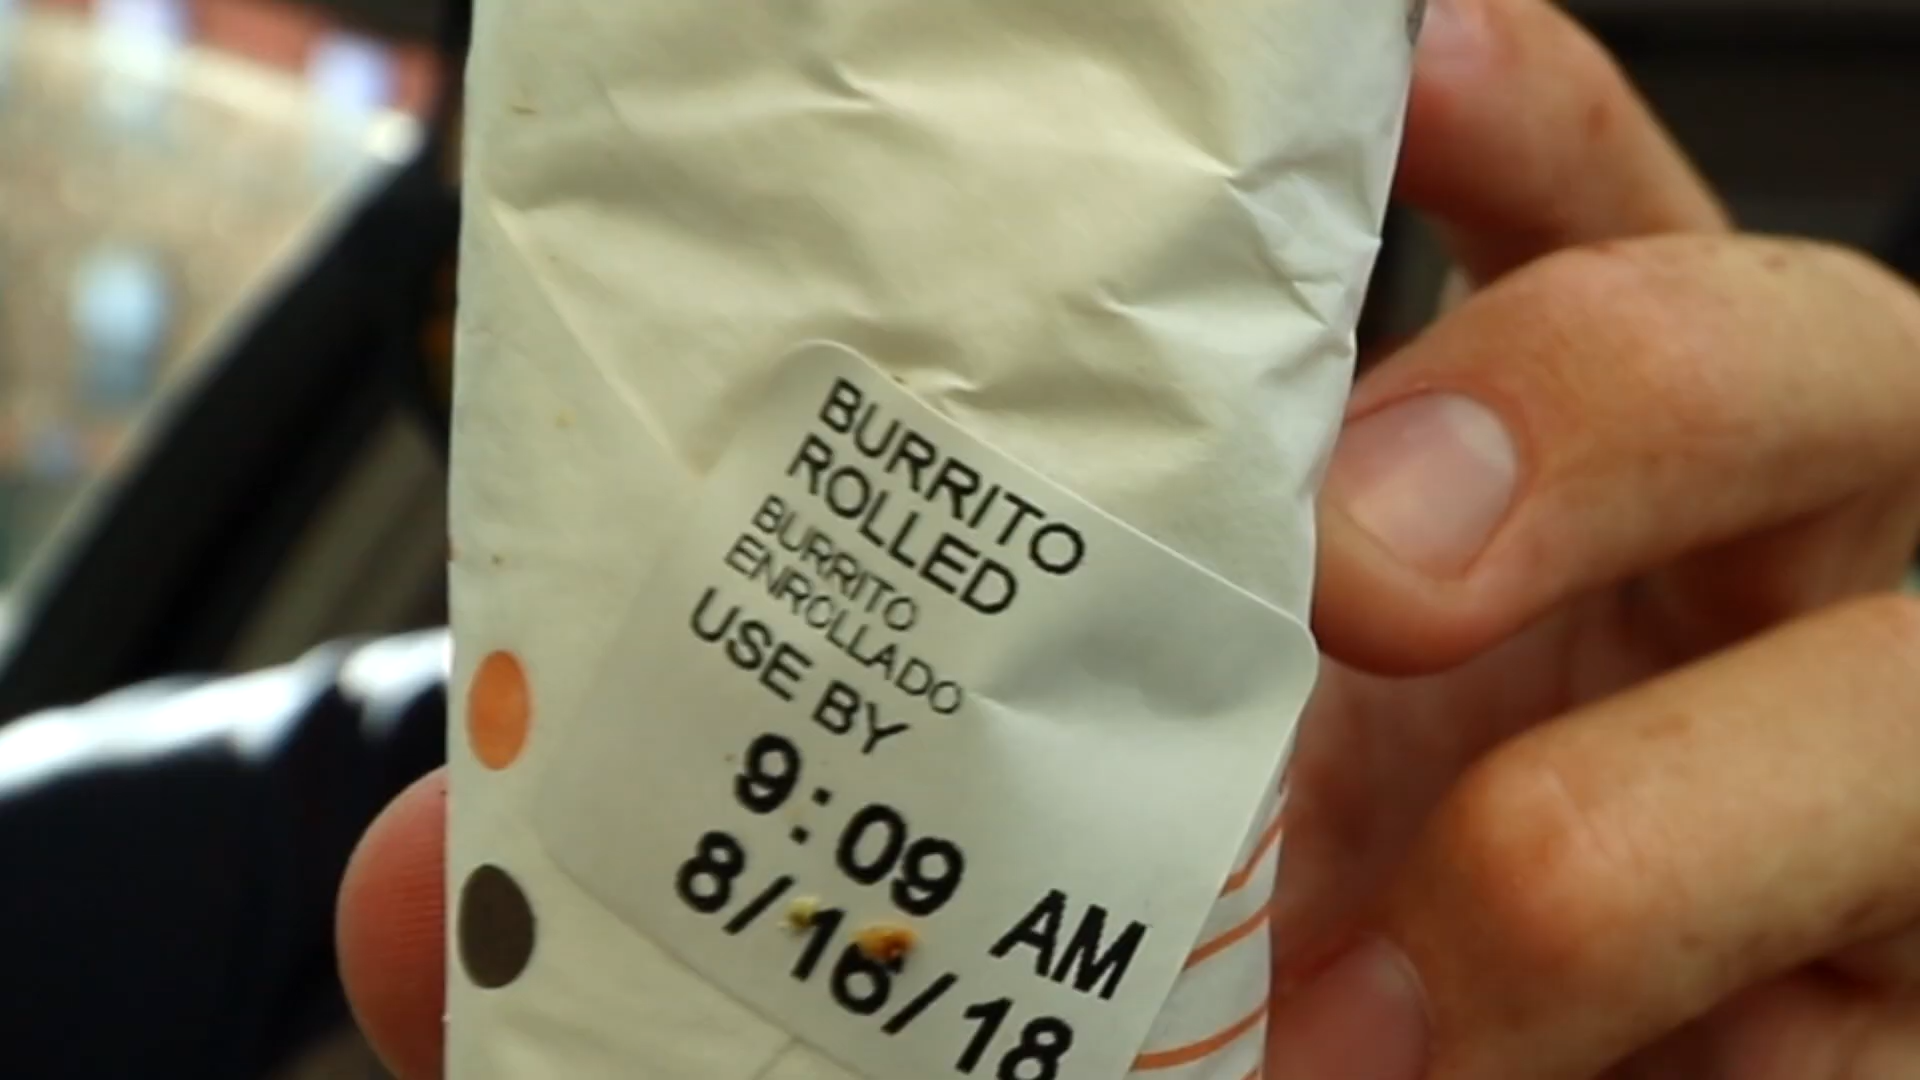 BURRITO
ROLLED
BURRITO
ENROLLADO
USE BY
9:09 AM
8/16/18